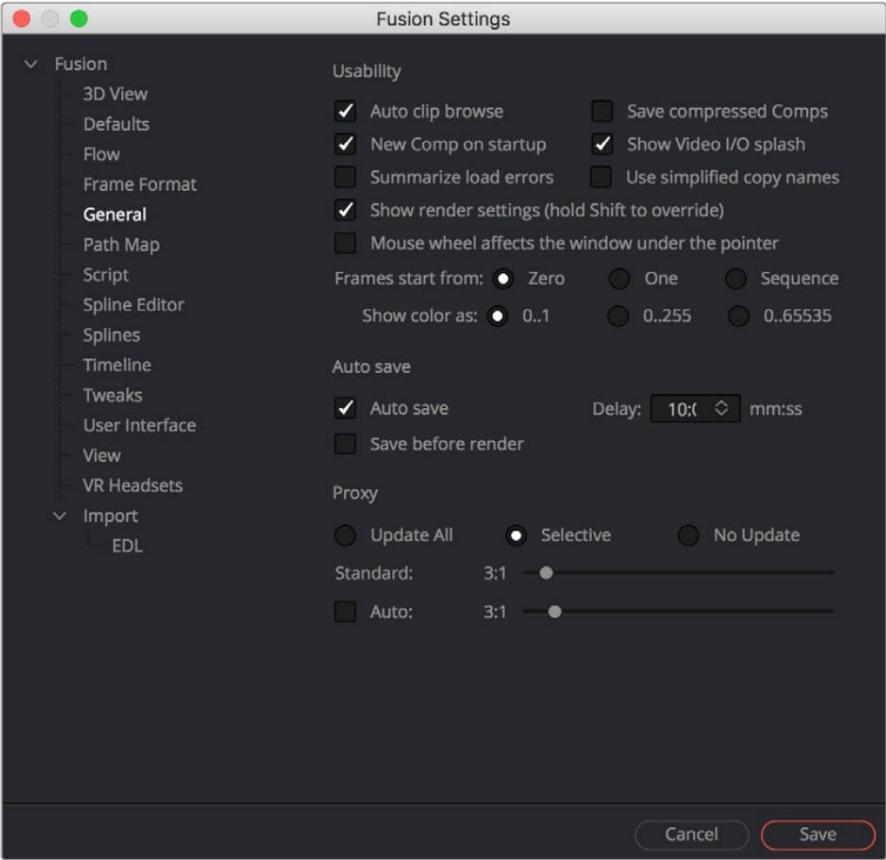 Fusion Settings
Fusion
3D View
Defaults
Flow
Frame Format
General
Path Map
Script
Spline Editor
Splines
Timeline
Tweaks
User Interface
View
VR Headsets
Import
EDL
Usability
Auto clip browse Save compressed Comps
New Comp on startup Show Video I/O splash
Summarize load errors Use simplified copy names
Show render settings (hold Shift to override)
Mouse wheel affects the window under the pointer
Frames start from: Zero One Sequence
Show color as: 0..1 0..255 0..65535
Auto save
Auto save Delay: 10:( mm:ss
Save before render
Proxy
Update All Selective No Update
Standard: 3:1
Auto: 3:1
Cancel Save